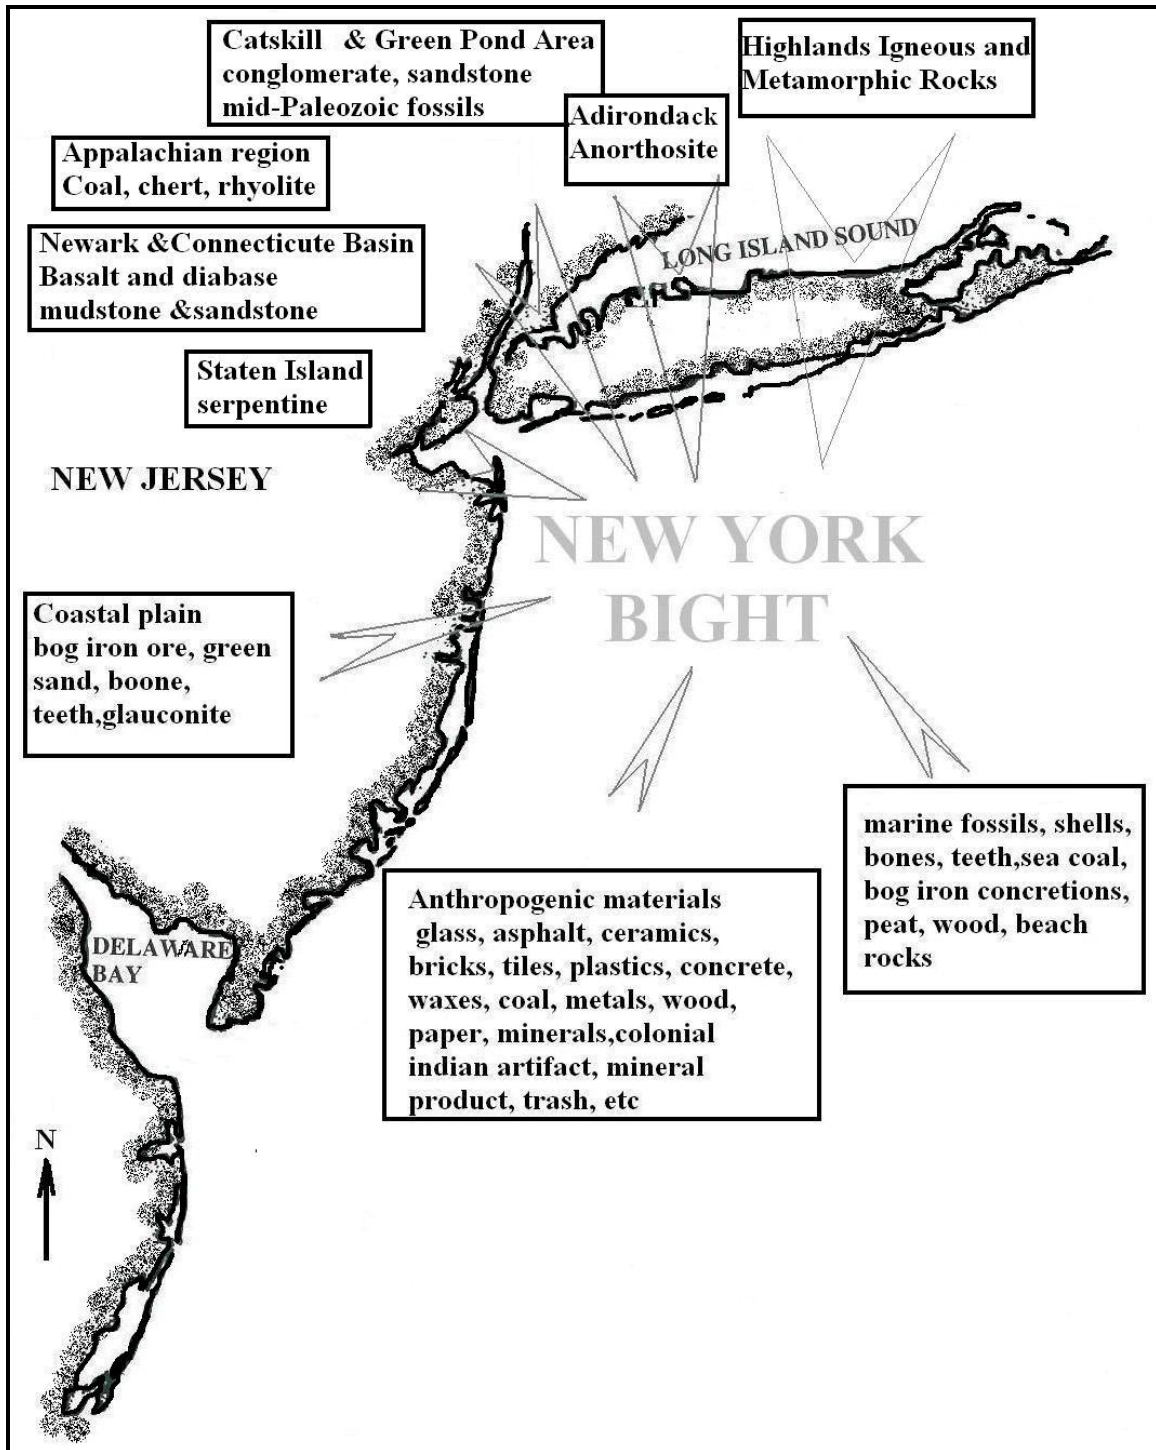 Catskill & Green Pond Area
conglomerate, sandstone
mid-Paleozoic fossils
Highlands Igneous and
Metamorphic Rocks
Adirondack
Anorthosite
Appalachian region
Coal, chert, rhyolite
Newark &Connecticute Basin
Basalt and diabase
mudstone &sandstone
LONG ISLAND SOUND
Staten Island
serpentine
NEW JERSEY
NEW YORK
BIGHT
Coastal plain
bog iron ore, green
sand, boone,
teeth,glauconite
marine fossils, shells,
bones, teeth,sea coal,
bog iron concretions,
peat, wood, beach
rocks
Anthropogenic materials
glass, asphalt, ceramics,
bricks, tiles, plastics, concrete,
waxes, coal, metals, wood,
paper, minerals,colonial
indian artifact, mineral
product, trash, etc
DELAWARE
BAY
N